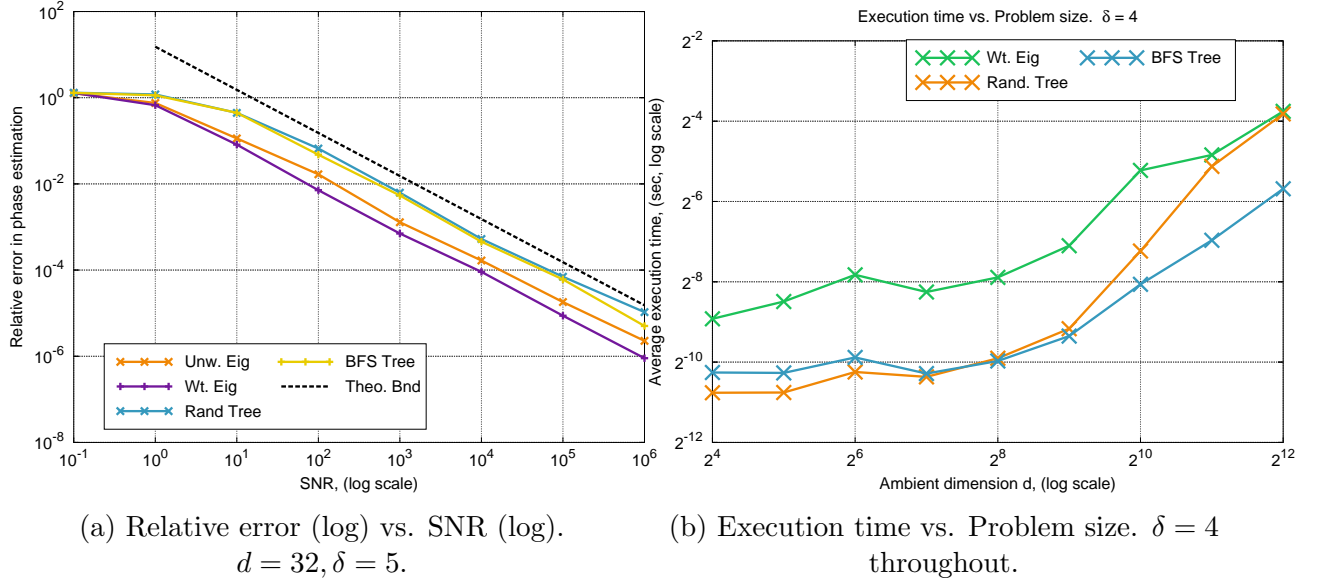 Relative error in phase estimation
10^2
10^0
10^-2
10^-4
10^-6
10^-8
Unw. Eig
Wt. Eig
Rand Tree
BFS Tree
Theo. Bnd
10^-1 10^0 10^1 10^2 10^3 10^4 10^5 10^6
SNR, (log scale)
(a) Relative error (log) vs. SNR (log).
d = 32, δ = 5.
Execution time vs. Problem size. δ = 4
Average execution time, (sec, log scale)
2^-2
2^-4
2^-6
2^-8
2^-10
2^-12
Wt. Eig
Rand. Tree
BFS Tree
2^4 2^6 2^8 2^10 2^12
Ambient dimension d, (log scale)
(b) Execution time vs. Problem size. δ = 4
throughout.